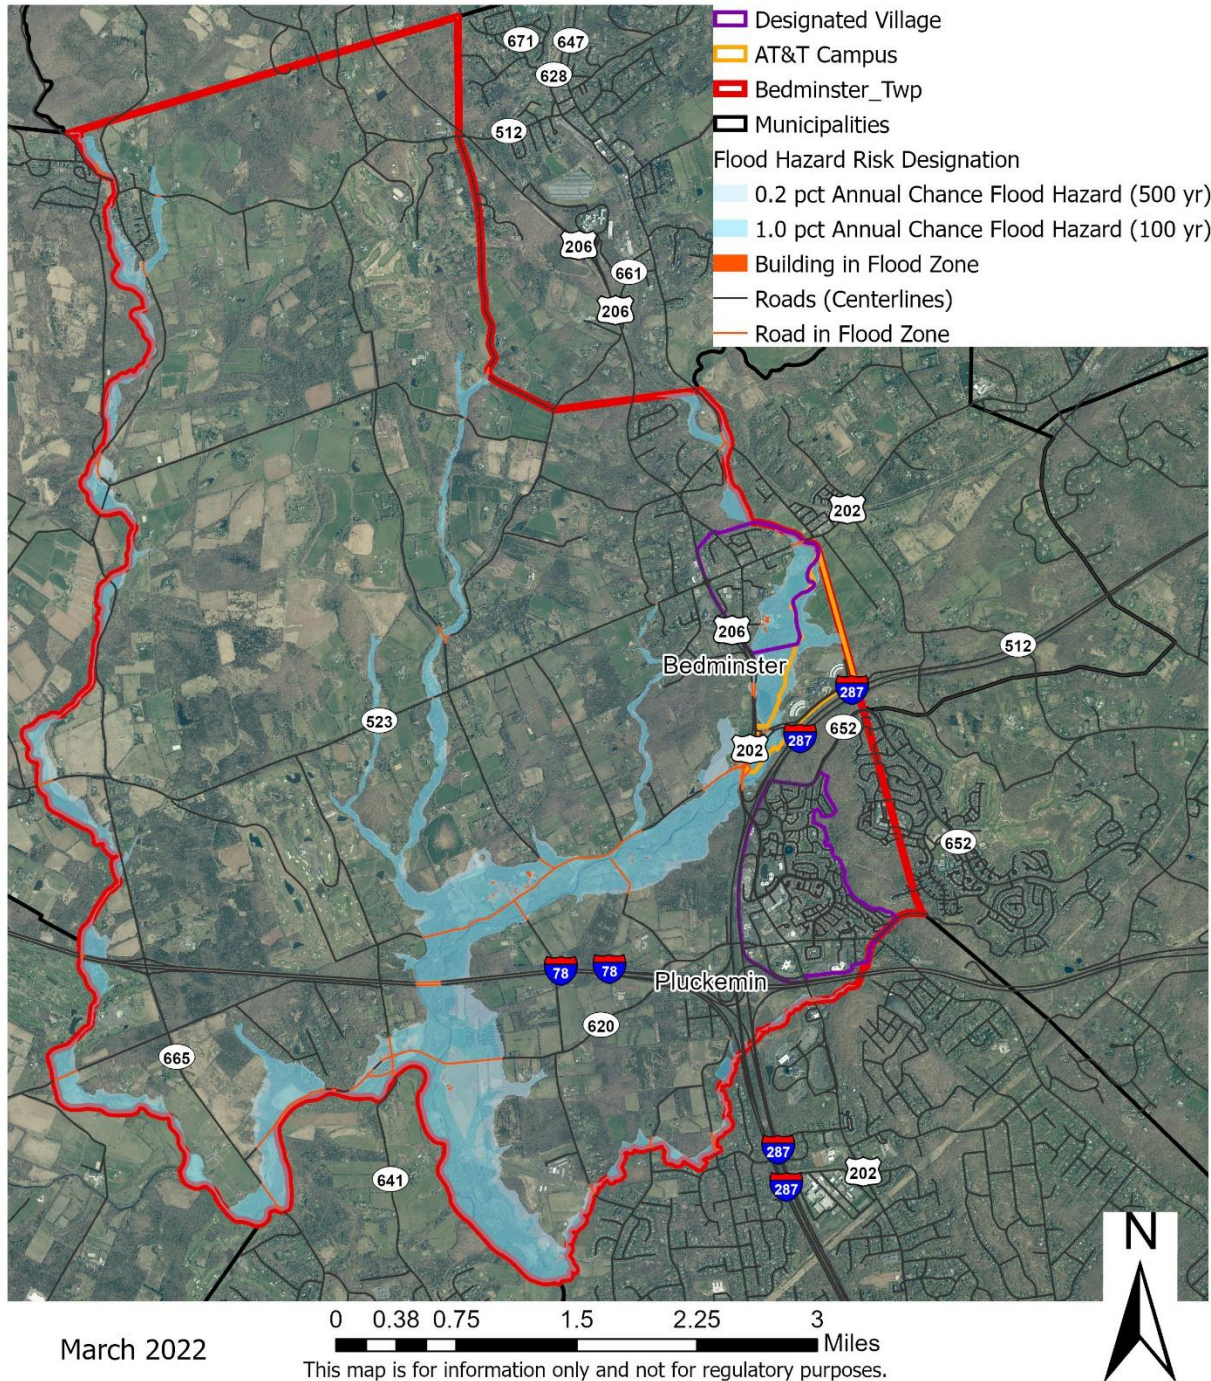 Designated Village
AT&T Campus
Bedminster_Twp
Municipalities
Flood Hazard Risk Designation
0.2 pct Annual Chance Flood Hazard (500 yr)
1.0 pct Annual Chance Flood Hazard (100 yr)
Building in Flood Zone
Roads (Centerlines)
Road in Flood Zone
671
647
628
512
206
661
206
202
206
512
Bedminster
287
523
652
287
202
652
78
78
Pluckemin
620
665
287
641
202
287
N
0 0.38 0.75 1.5 2.25 3
Miles
March 2022
This map is for information only and not for regulatory purposes.